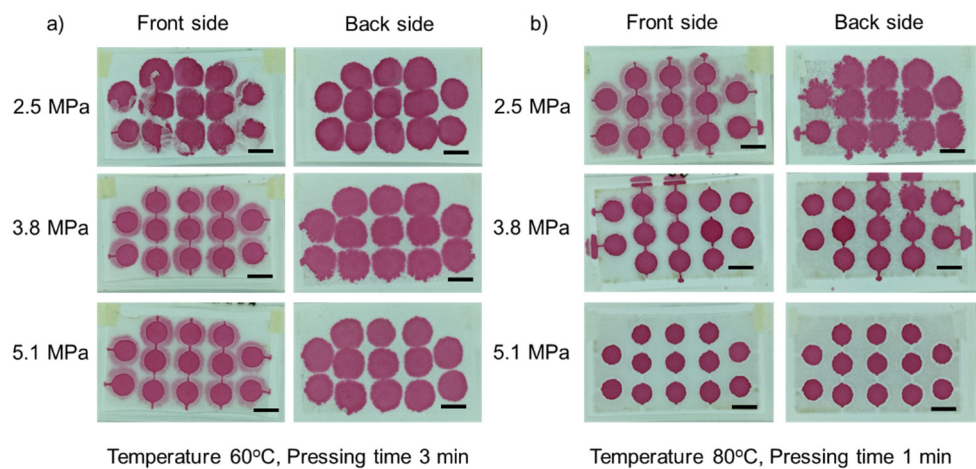 a) Front side Back side b) Front side Back side
2.5 MPa 2.5 MPa
3.8 MPa 3.8 MPa
5.1 MPa 5.1 MPa
Temperature 60°C, Pressing time 3 min Temperature 80°C, Pressing time 1 min